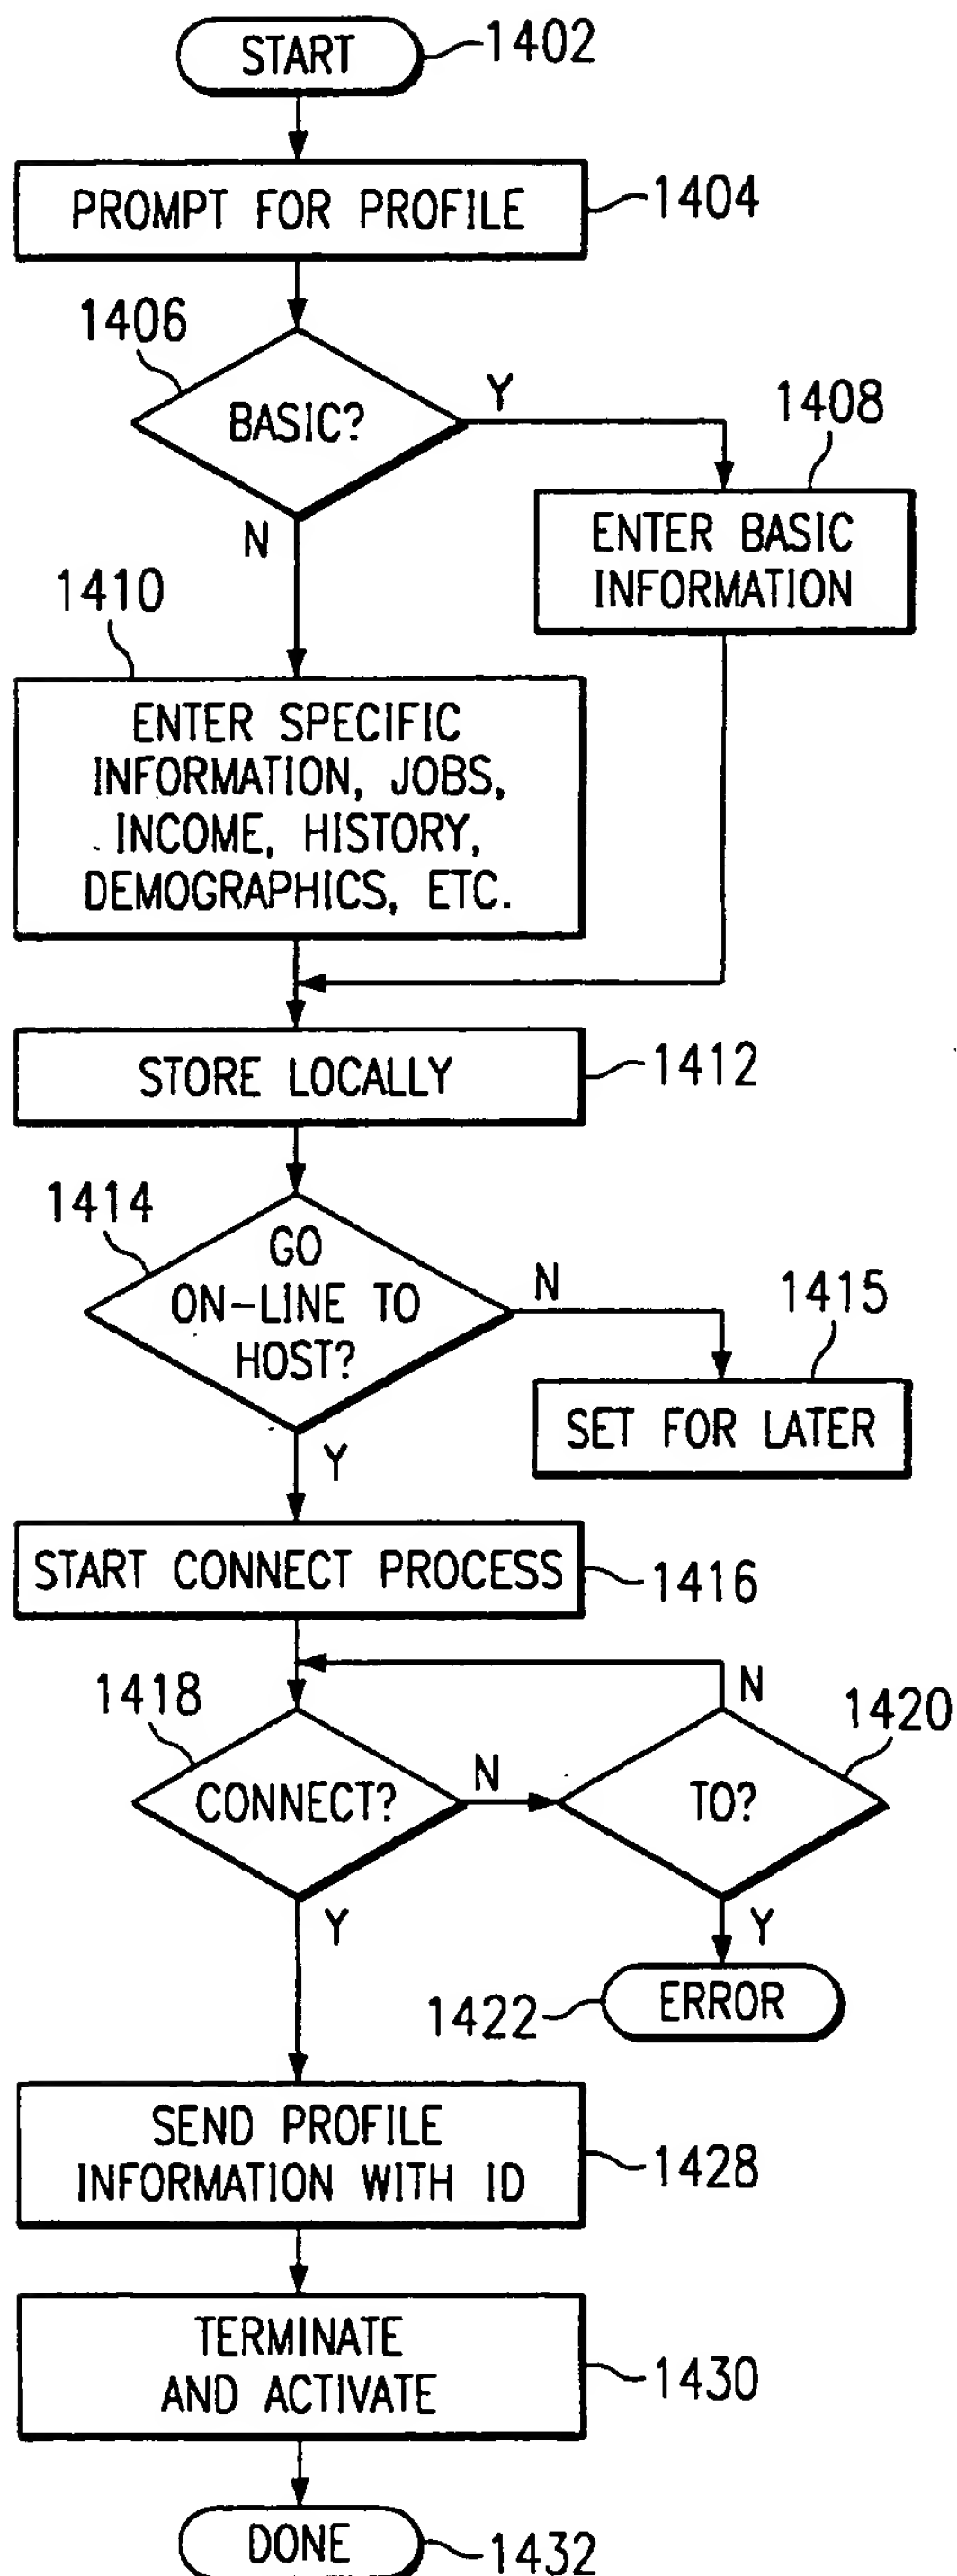 START
1402
PROMPT FOR PROFILE
1404
1406
BASIC?
Y
N
1408
ENTER BASIC
INFORMATION
1410
ENTER SPECIFIC
INFORMATION, JOBS,
INCOME, HISTORY,
DEMOGRAPHICS, ETC.
STORE LOCALLY
1412
1414
GO
ON-LINE TO
HOST?
N
Y
1415
SET FOR LATER
START CONNECT PROCESS
1416
1418
CONNECT?
N
Y
1420
TO?
N
Y
1422
ERROR
SEND PROFILE
INFORMATION WITH ID
1428
TERMINATE
AND ACTIVATE
1430
DONE
1432